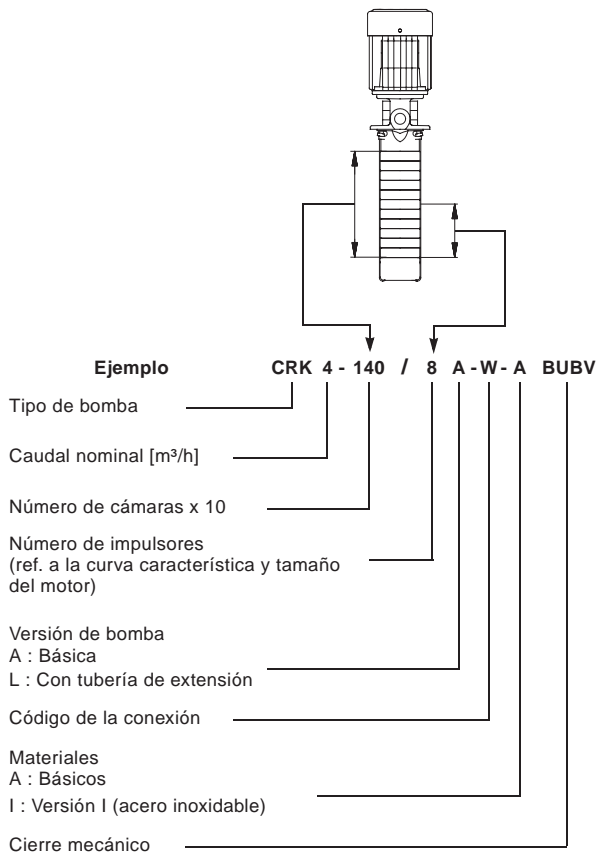 Ejemplo CRK 4 - 140 / 8 A - W - A BUBV
Tipo de bomba
Caudal nominal [m³/h]
Número de cámaras x 10
Número de impulsores
(ref. a la curva característica y tamaño
del motor)
Versión de bomba
A : Básica
L : Con tubería de extensión
Código de la conexión
Materiales
A : Básicos
I : Versión I (acero inoxidable)
Cierre mecánico